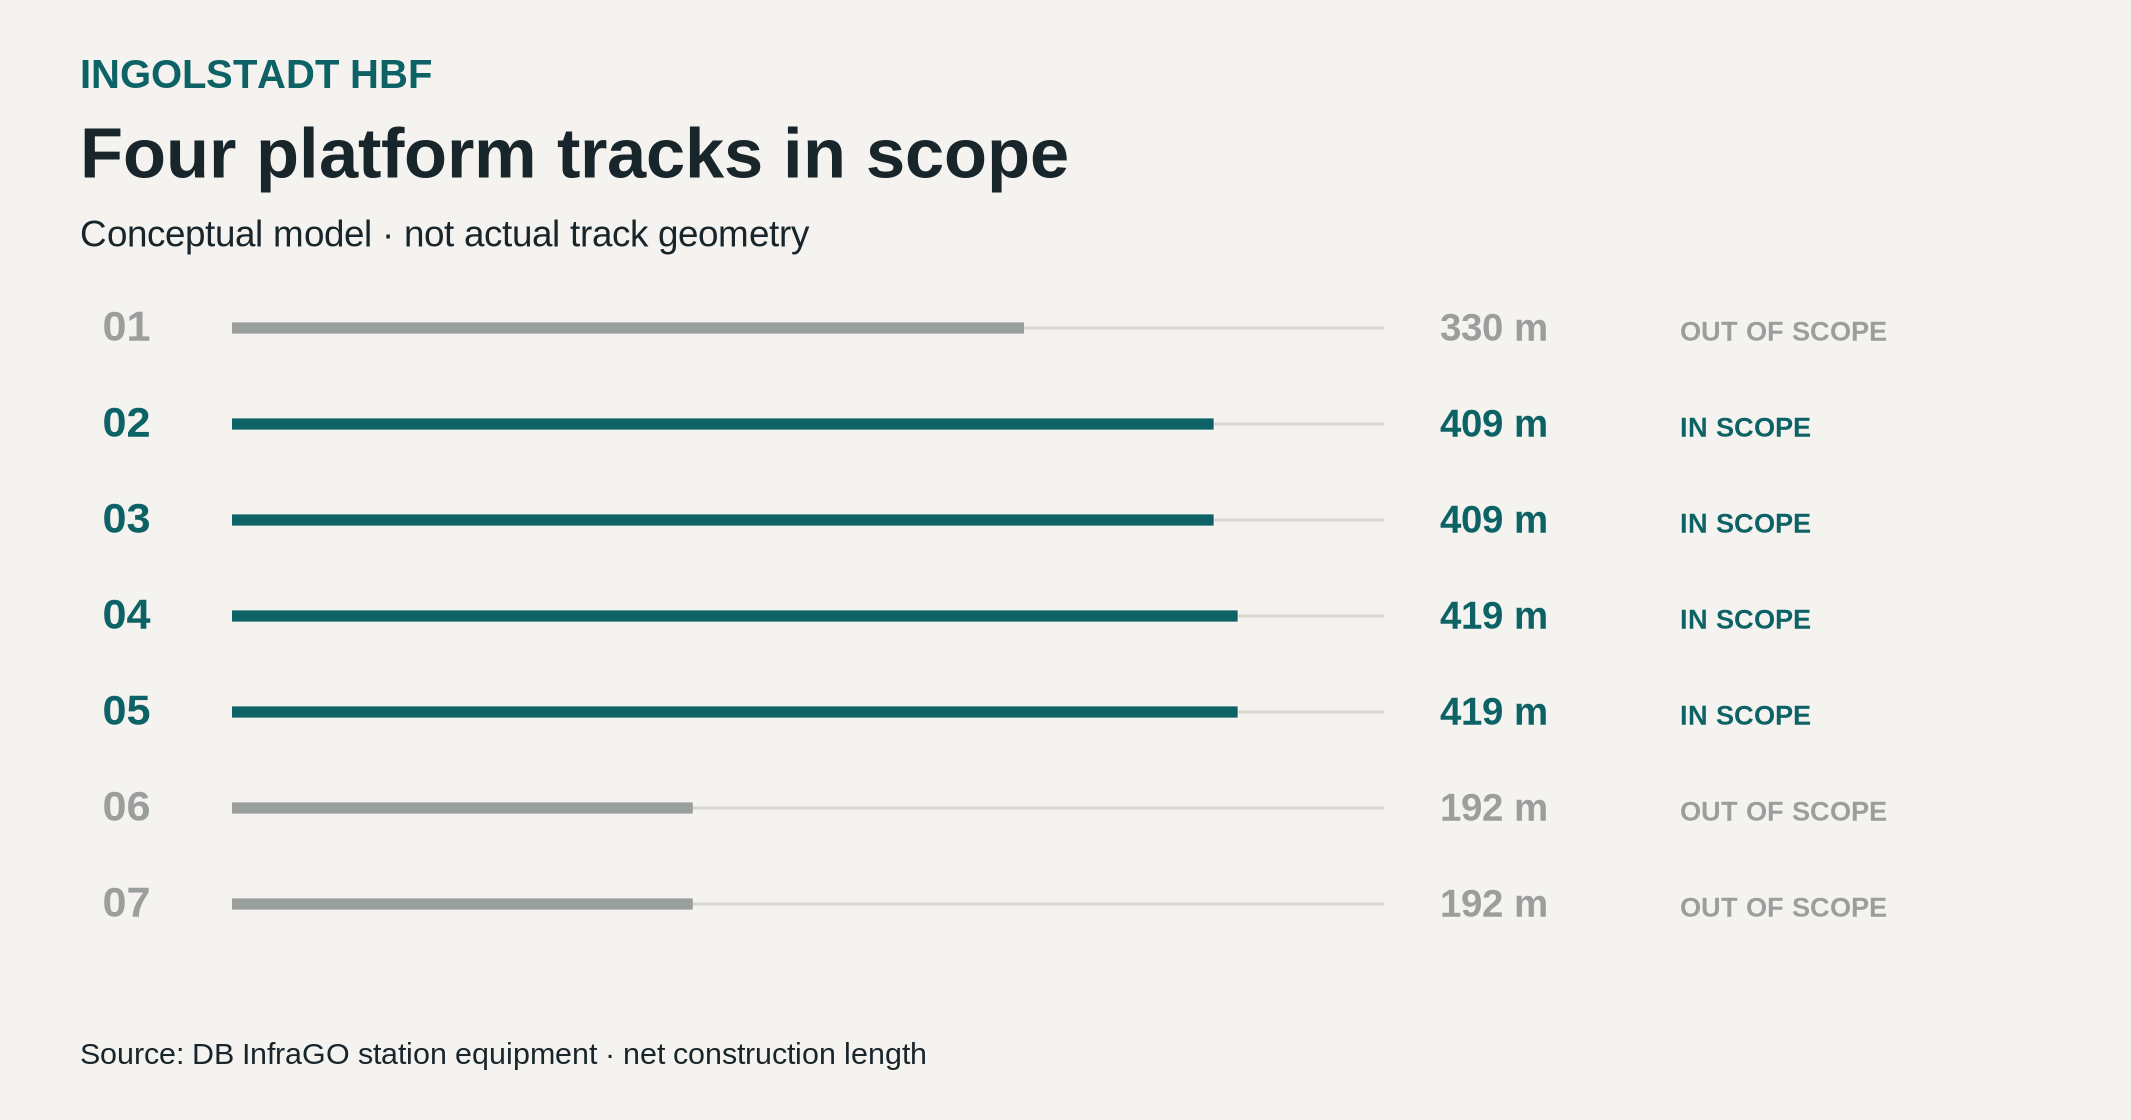 INGOLSTADT HBF
Four platform tracks in scope
Conceptual model · not actual track geometry
01 330 m OUT OF SCOPE
02 409 m IN SCOPE
03 409 m IN SCOPE
04 419 m IN SCOPE
05 419 m IN SCOPE
06 192 m OUT OF SCOPE
07 192 m OUT OF SCOPE
Source: DB InfraGO station equipment · net construction length